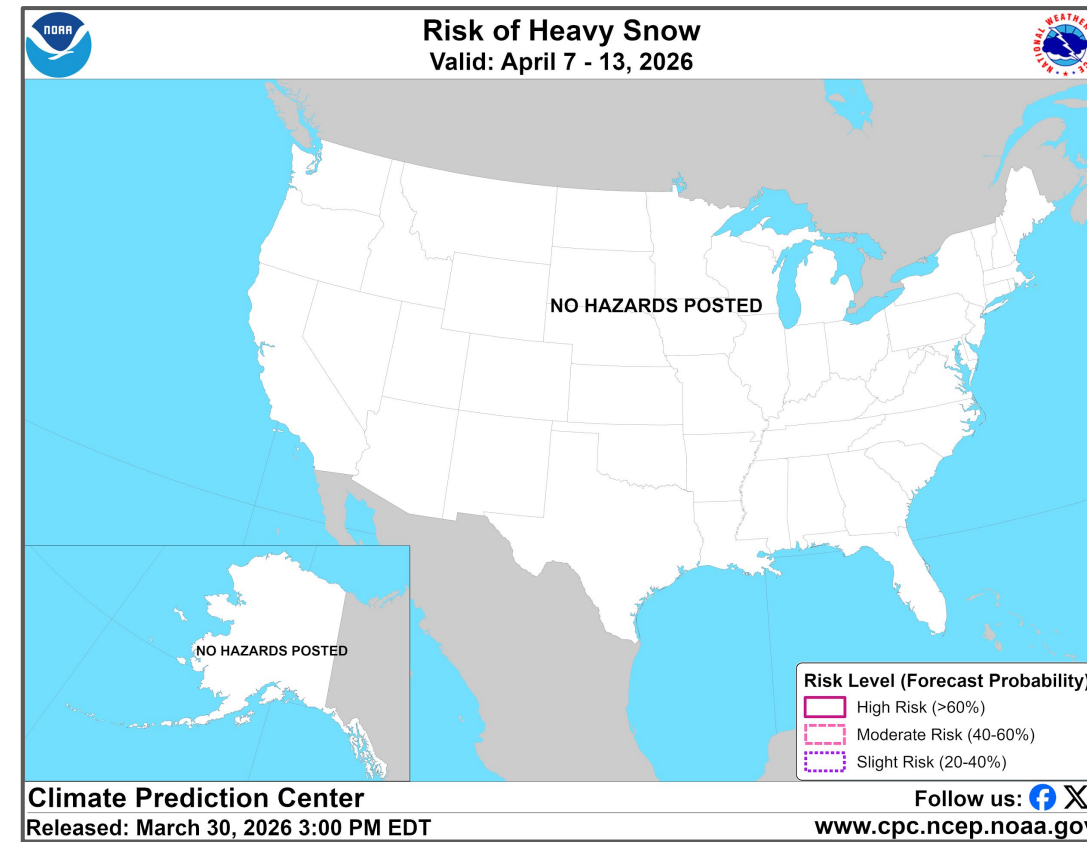 NOAA
Risk of Heavy Snow
Valid: April 7 - 13, 2026
NATIONAL WEATHER
NO HAZARDS POSTED
NO HAZARDS POSTED
Risk Level (Forecast Probability)
High Risk (>60%)
Moderate Risk (40-60%)
Slight Risk (20-40%)
Climate Prediction Center
Follow us:
Released: March 30, 2026 3:00 PM EDT
www.cpc.ncep.noaa.gov